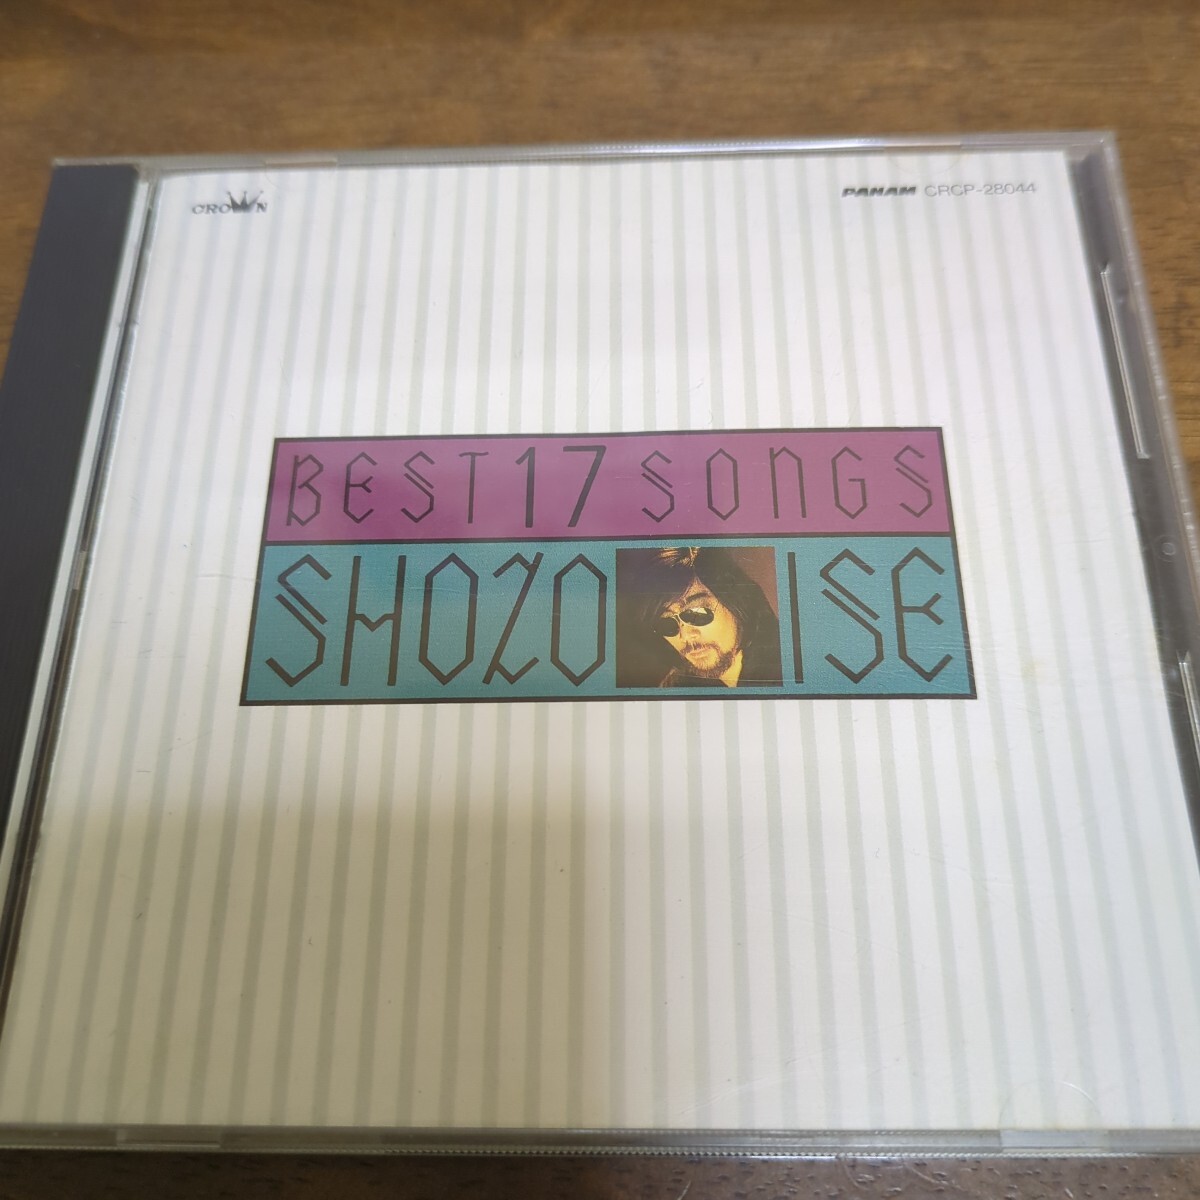 CROWN
PANAM CRCP-28044
BEST 17 SONGS
SHOZO ISE